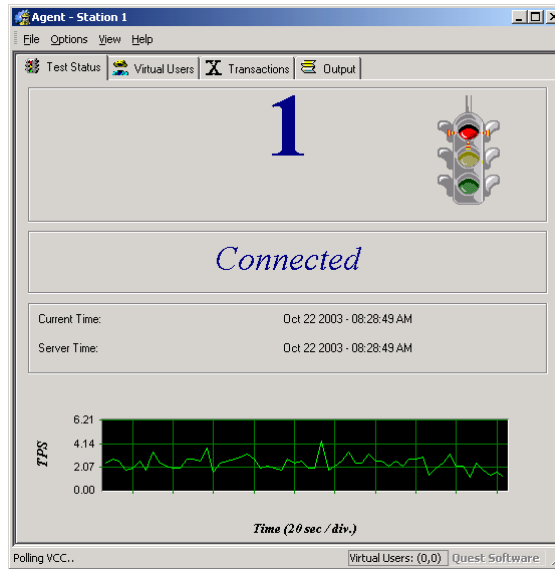 Agent - Station 1
File Options View Help
Test Status Virtual Users Transactions Output
1
Connected
Current Time: Oct 22 2003 - 08:28:49 AM
Server Time: Oct 22 2003 - 08:28:49 AM
6.21
4.14
2.07
0.00
TPS
Time (20 sec / div.)
Polling VCC.. Virtual Users: (0,0) Quest Software